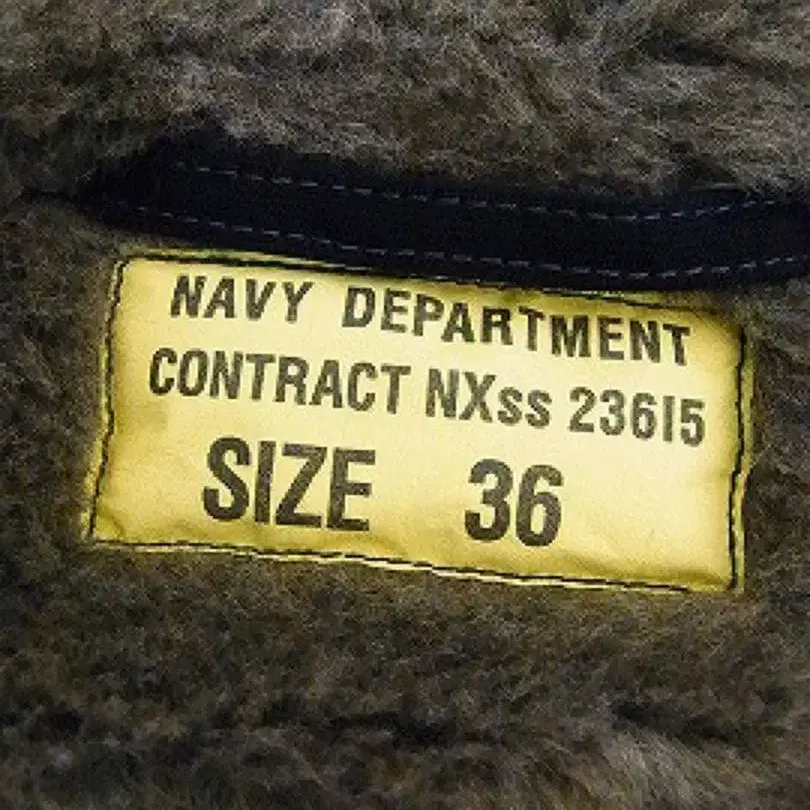 NAVY DEPARTMENT
CONTRACT NXss 23615
SIZE 36